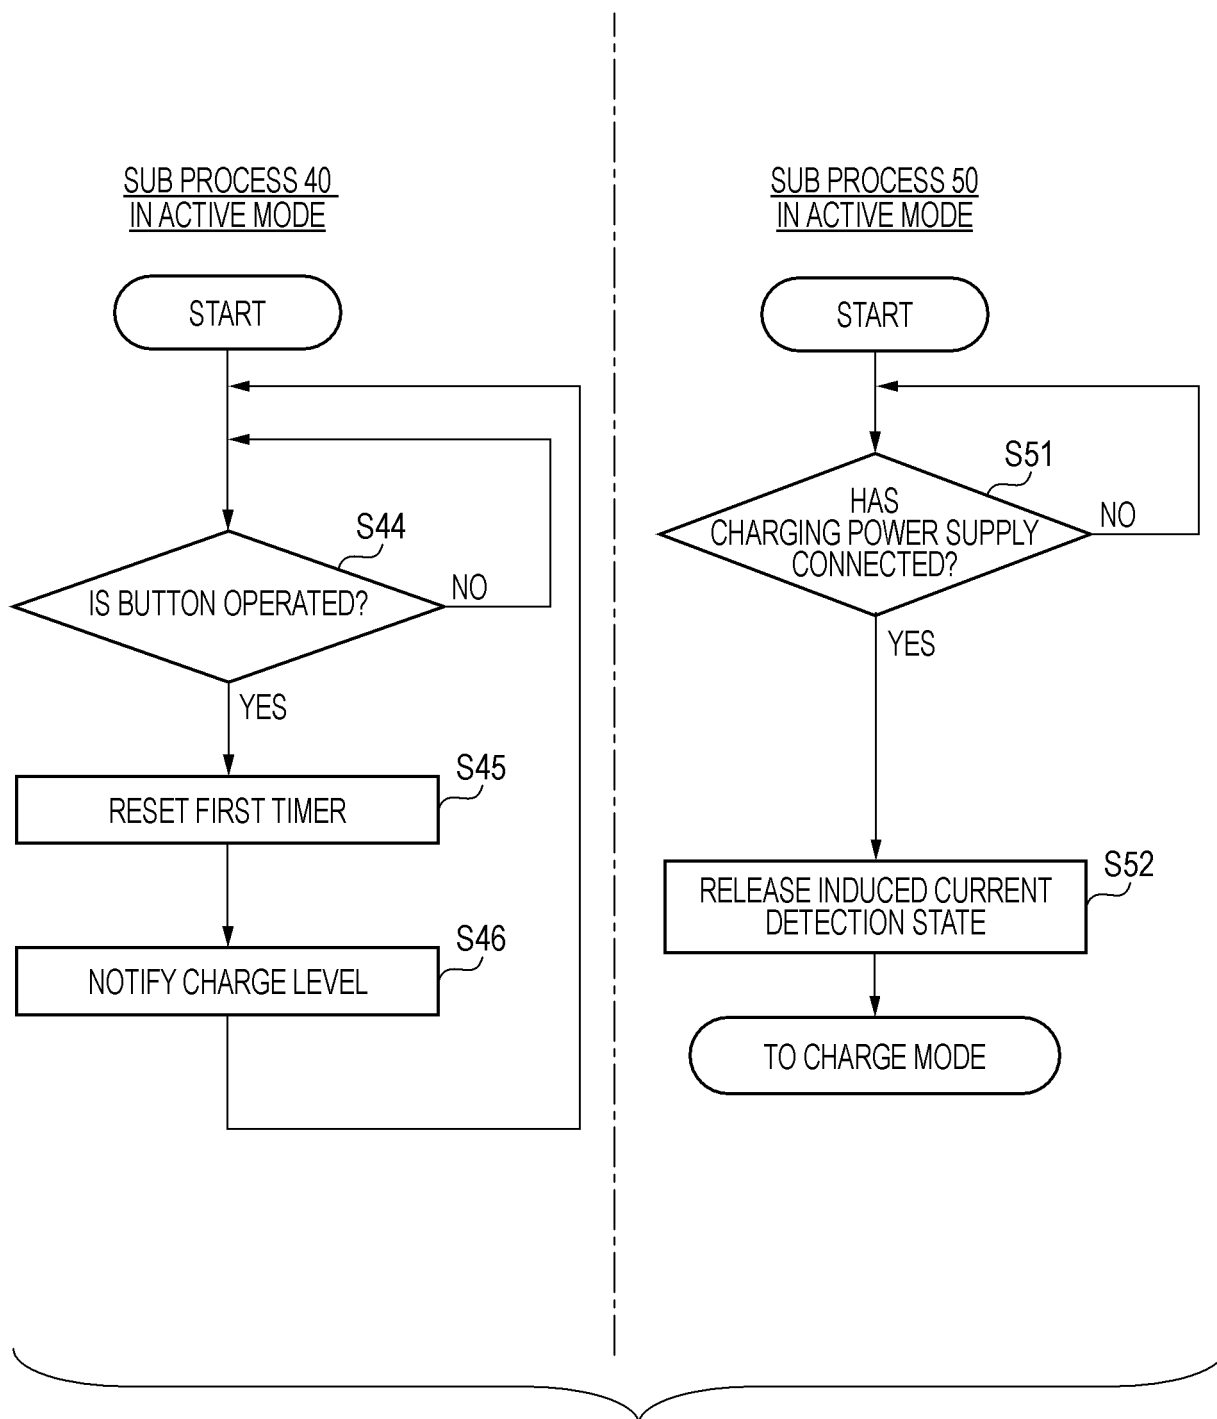 SUB PROCESS 40
IN ACTIVE MODE
START
S44
IS BUTTON OPERATED?
NO
YES
S45
RESET FIRST TIMER
S46
NOTIFY CHARGE LEVEL
SUB PROCESS 50
IN ACTIVE MODE
START
S51
HAS
CHARGING POWER SUPPLY
CONNECTED?
NO
YES
S52
RELEASE INDUCED CURRENT
DETECTION STATE
TO CHARGE MODE